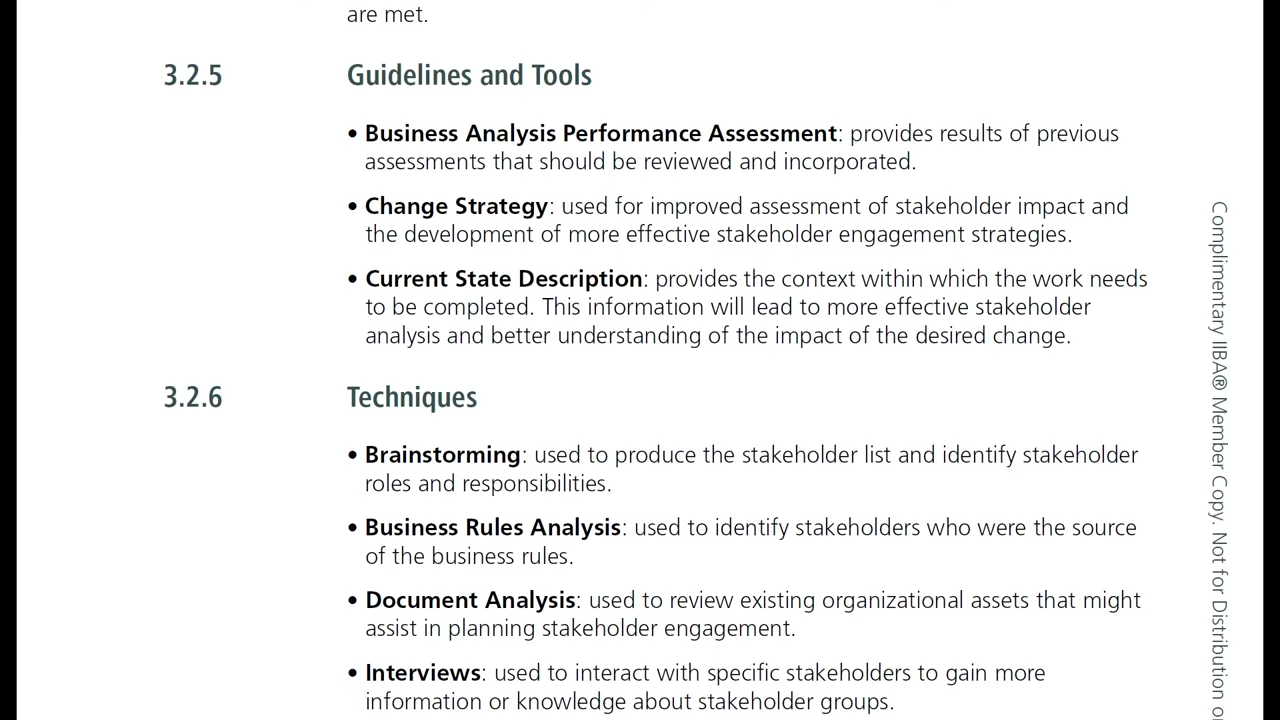 are met.
3.2.5 Guidelines and Tools
• Business Analysis Performance Assessment: provides results of previous
assessments that should be reviewed and incorporated.
• Change Strategy: used for improved assessment of stakeholder impact and
the development of more effective stakeholder engagement strategies.
• Current State Description: provides the context within which the work needs
to be completed. This information will lead to more effective stakeholder
analysis and better understanding of the impact of the desired change.
3.2.6 Techniques
• Brainstorming: used to produce the stakeholder list and identify stakeholder
roles and responsibilities.
• Business Rules Analysis: used to identify stakeholders who were the source
of the business rules.
• Document Analysis: used to review existing organizational assets that might
assist in planning stakeholder engagement.
• Interviews: used to interact with specific stakeholders to gain more
information or knowledge about stakeholder groups.
Complimentary IIBA® Member Copy. Not for Distribution